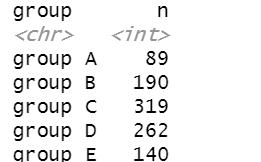 group n
<chr> <int>
group A 89
group B 190
group C 319
group D 262
group E 140